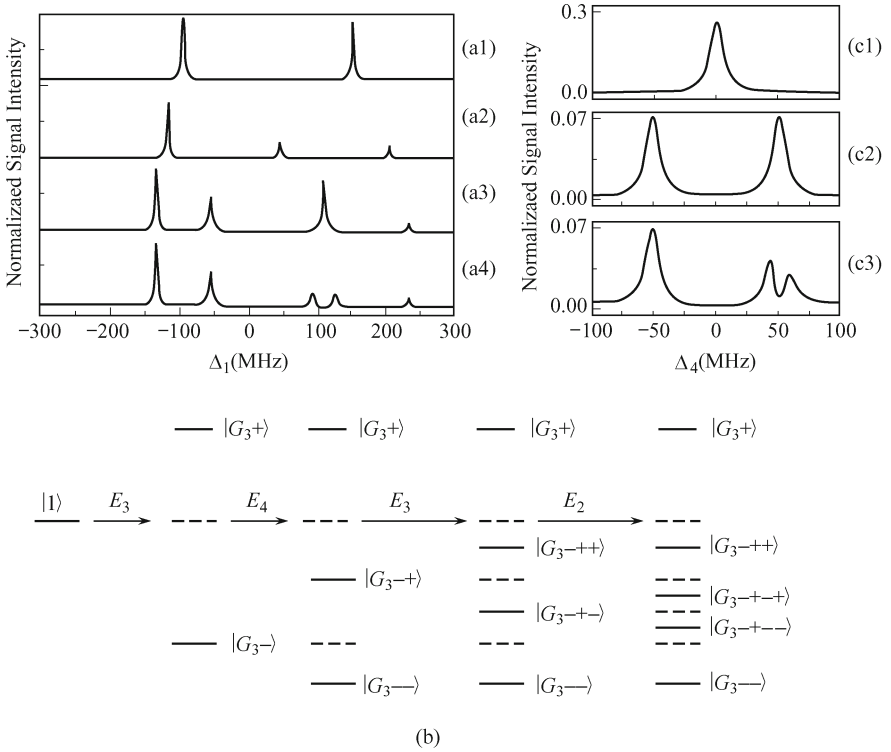 Normalizaed Signal Intensity
(a1)
(a2)
(a3)
(a4)
−300 −200 −100 0 100 200 300
Δ₁(MHz)
Normalizaed Signal Intensity
0.3
0.0
(c1)
0.07
0.00
(c2)
0.07
0.00
(c3)
−100 −50 0 50 100
Δ₄(MHz)
|G₃+⟩ |G₃+⟩ |G₃+⟩ |G₃+⟩
|1⟩ E₃ E₄ E₃ E₂
|G₃−++⟩ |G₃−++⟩
|G₃−+⟩ |G₃−+−+⟩
|G₃−+−⟩
|G₃−+−−⟩
|G₃−⟩
|G₃−−⟩ |G₃−−⟩ |G₃−−⟩
(b)